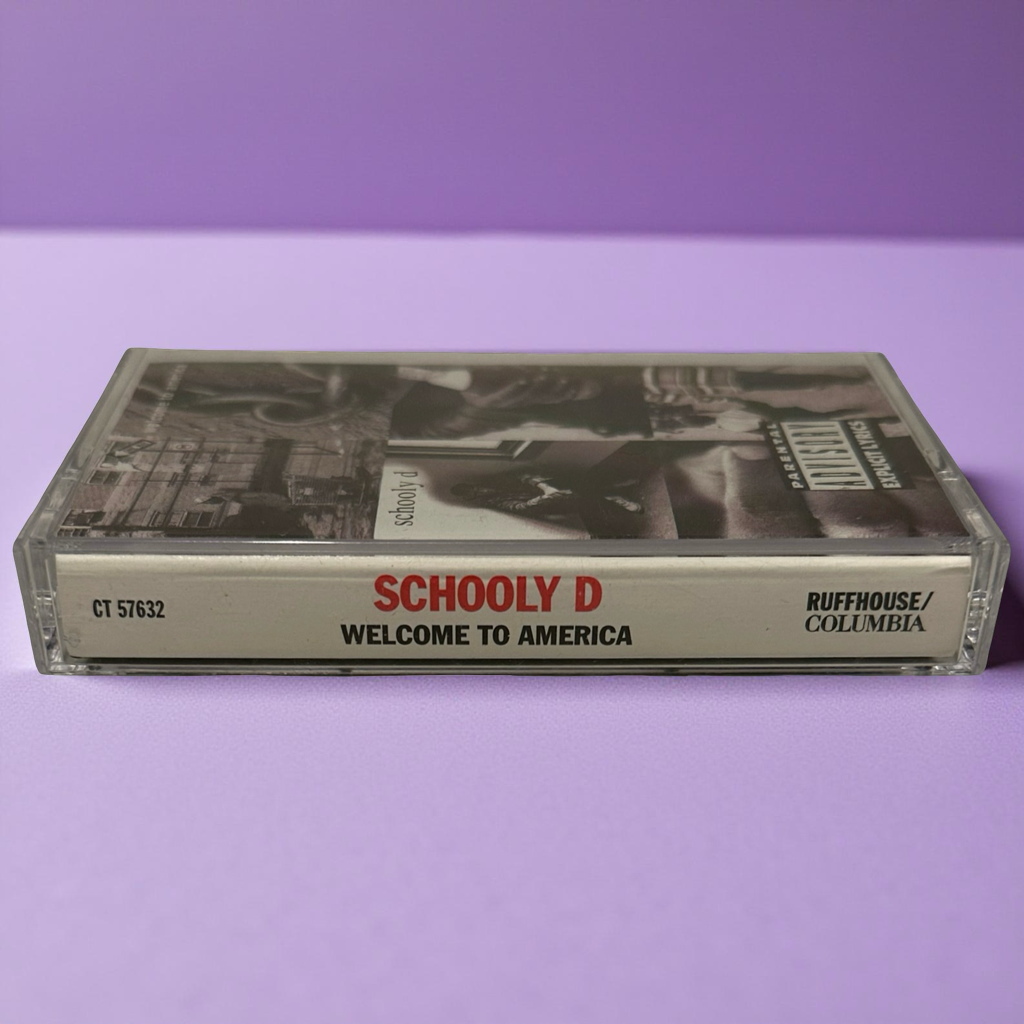 schooly d
PARENTAL
ADVISORY
EXPLICIT LYRICS
CT 57632
SCHOOLY D
WELCOME TO AMERICA
RUFFHOUSE/
COLUMBIA